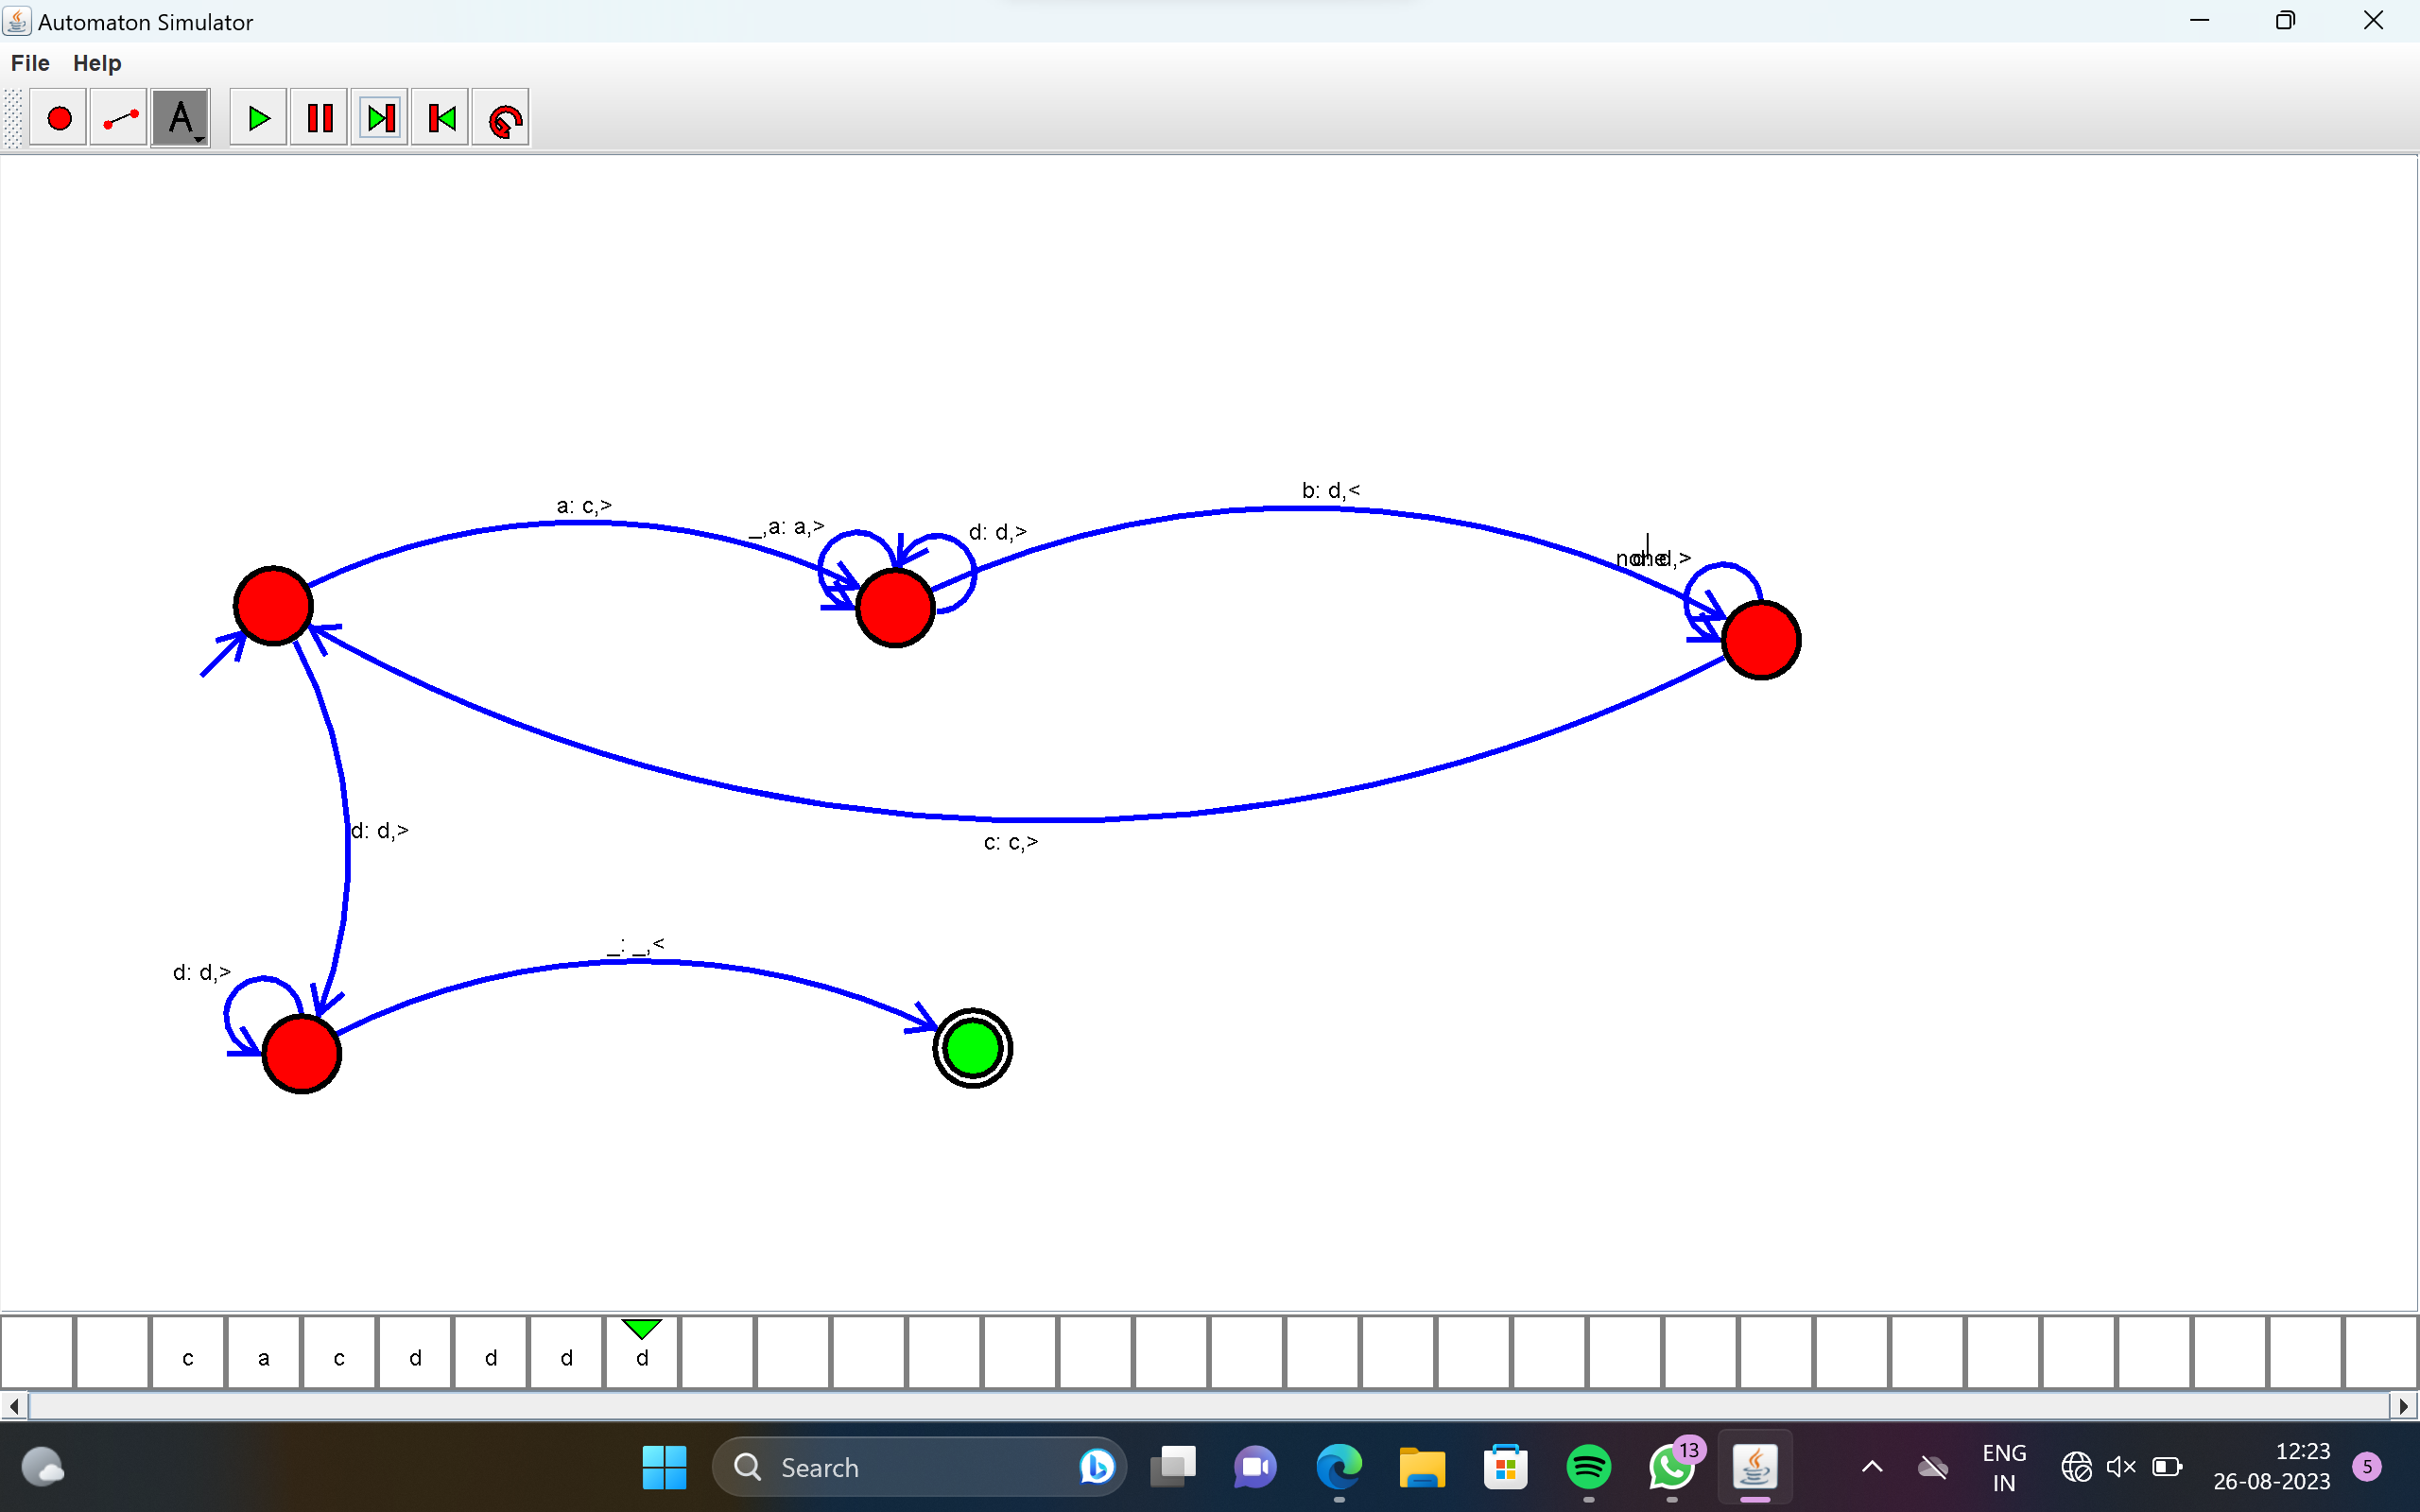 Automaton Simulator
File Help
A
b: d,<
a: c,>
_,a: a,>
d: d,>
none
c: c,>
d: d,>
_: _,<
d: d,>
c a c d d d d
Search
13
ENG
IN
12:23
26-08-2023
5